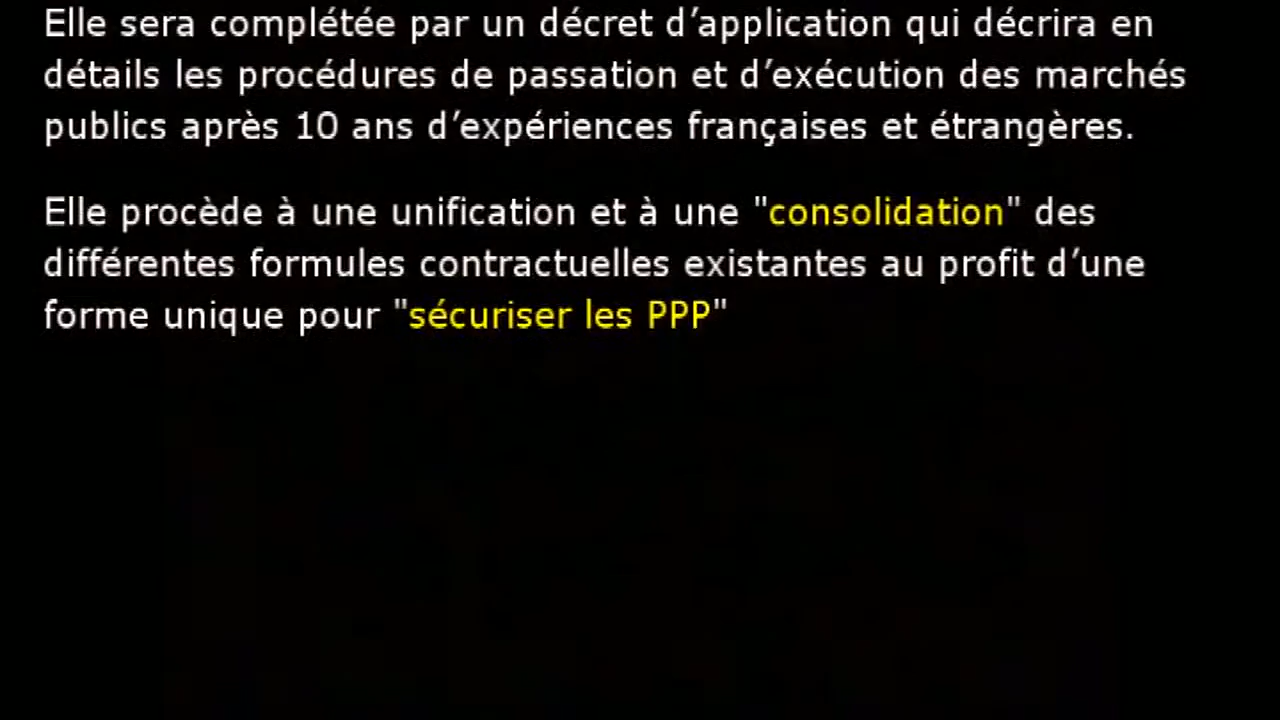 Elle sera complétée par un décret d’application qui décrira en
détails les procédures de passation et d’exécution des marchés
publics après 10 ans d’expériences françaises et étrangères.
Elle procède à une unification et à une "consolidation" des
différentes formules contractuelles existantes au profit d’une
forme unique pour "sécuriser les PPP"